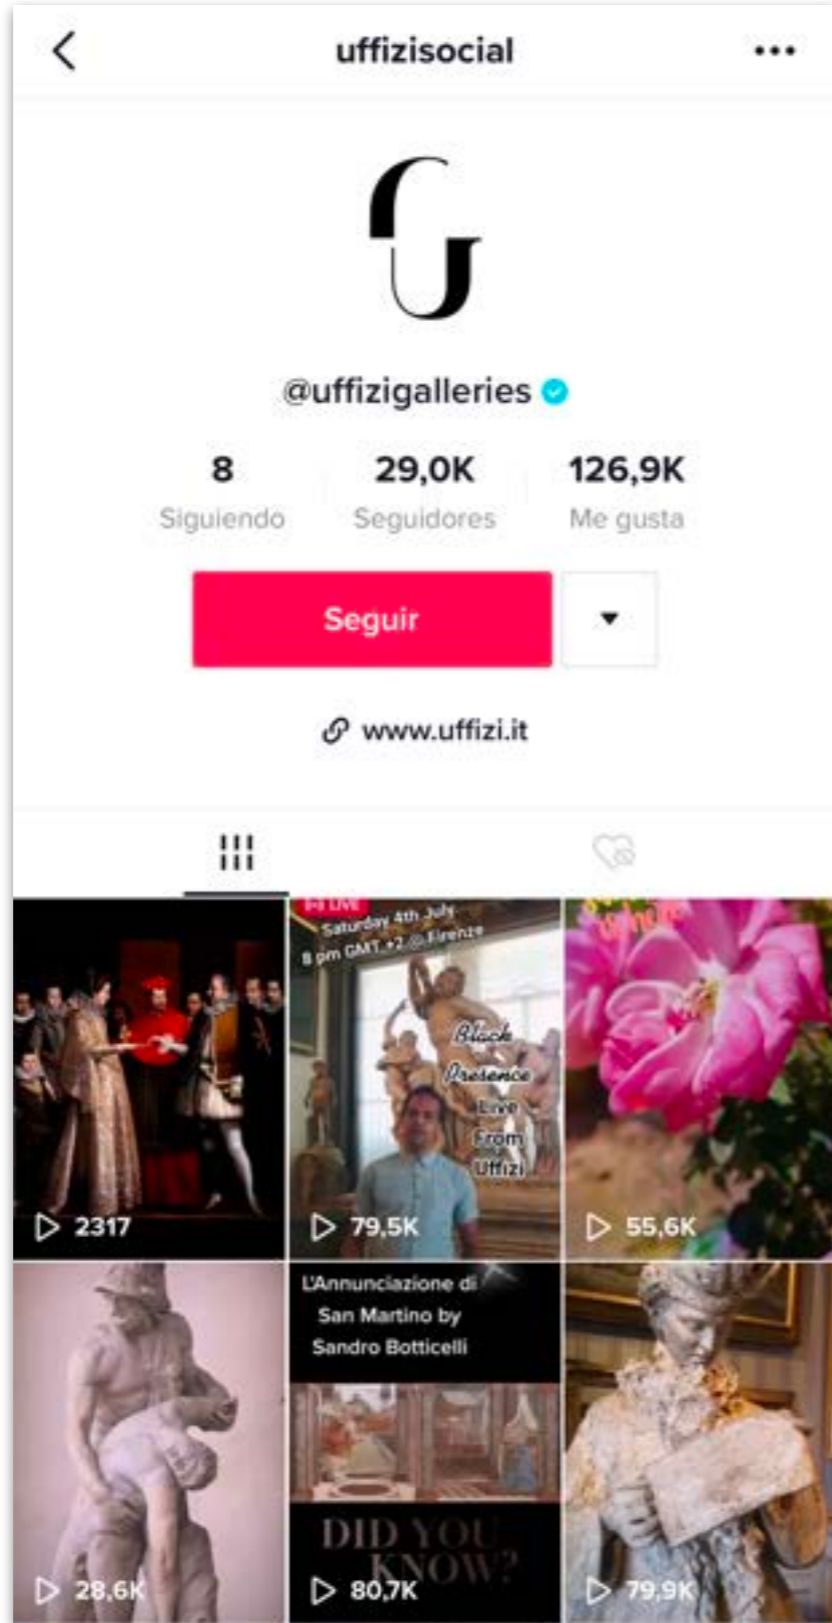 uffizisocial
@uffizigalleries
8 29,0K 126,9K
Siguiendo Seguidores Me gusta
Seguir
www.uffizi.it
LIVE
Saturday 4th July
8 pm GMT +2 @ Firenze
Black
Presence
Live
From
Uffizi
2317
79,5K
55,6K
L'Annunciazione di
San Martino by
Sandro Botticelli
DID YOU
KNOW?
28,6K
80,7K
79,9K